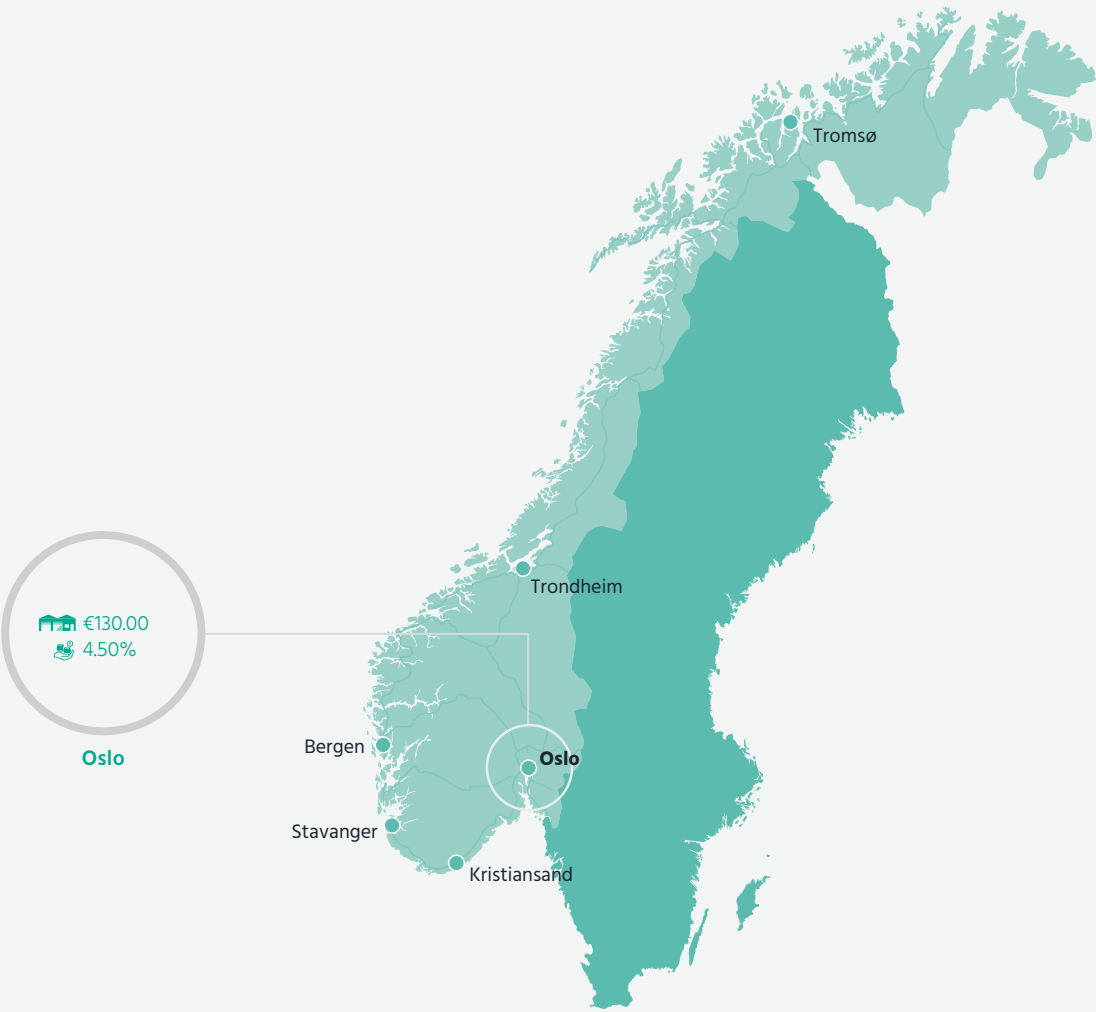 Tromsø
Trondheim
€130.00
4.50%
Oslo
Bergen
Oslo
Stavanger
Kristiansand